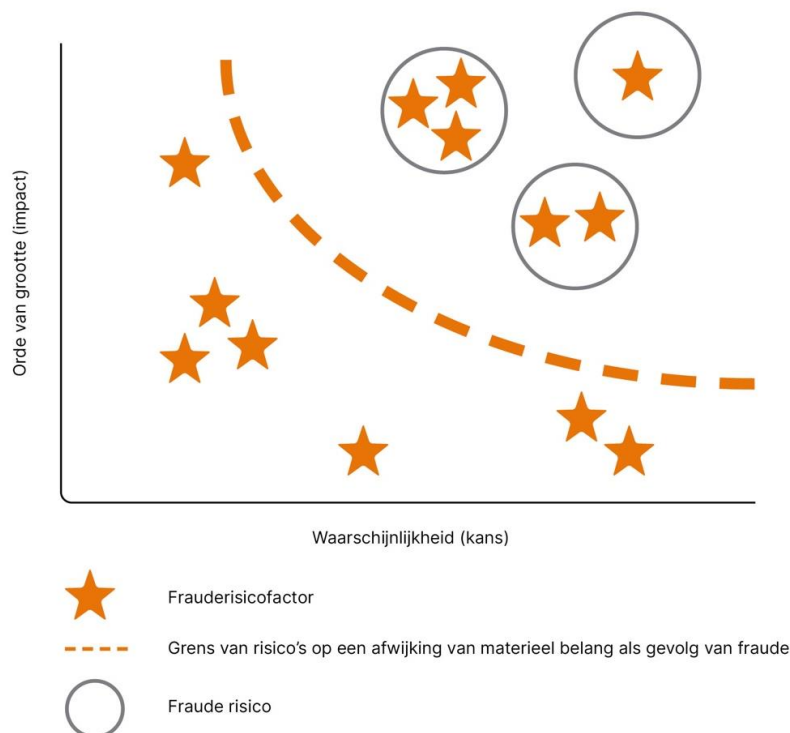 Orde van grootte (impact)
Waarschijnlijkheid (kans)
Frauderisicofactor
Grens van risico’s op een afwijking van materieel belang als gevolg van fraude
Fraude risico